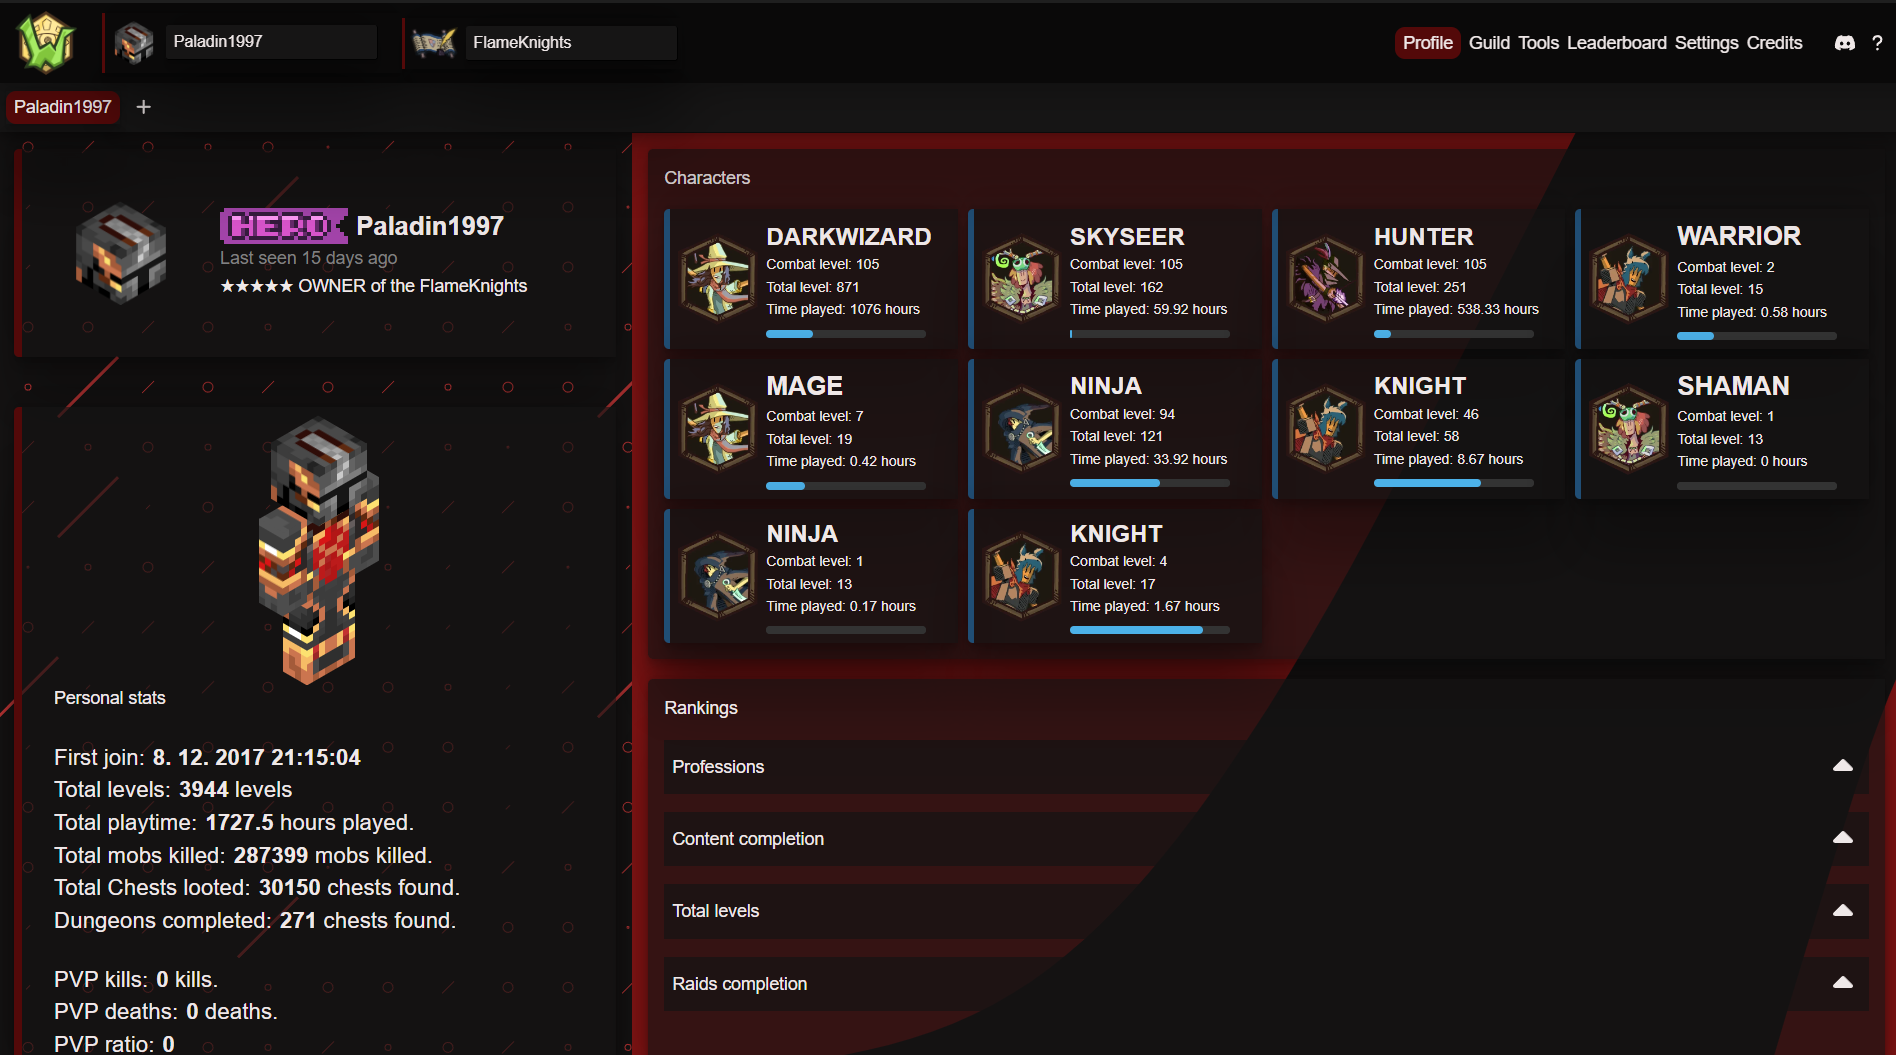 Paladin1997
FlameKnights
Profile Guild Tools Leaderboard Settings Credits ?
Paladin1997 +
HERO Paladin1997
Last seen 15 days ago
★★★★★ OWNER of the FlameKnights
Personal stats
First join: 8. 12. 2017 21:15:04
Total levels: 3944 levels
Total playtime: 1727.5 hours played.
Total mobs killed: 287399 mobs killed.
Total Chests looted: 30150 chests found.
Dungeons completed: 271 chests found.
PVP kills: 0 kills.
PVP deaths: 0 deaths.
PVP ratio: 0
Characters
DARKWIZARD
Combat level: 105
Total level: 871
Time played: 1076 hours
SKYSEER
Combat level: 105
Total level: 162
Time played: 59.92 hours
HUNTER
Combat level: 105
Total level: 251
Time played: 538.33 hours
WARRIOR
Combat level: 2
Total level: 15
Time played: 0.58 hours
MAGE
Combat level: 7
Total level: 19
Time played: 0.42 hours
NINJA
Combat level: 94
Total level: 121
Time played: 33.92 hours
KNIGHT
Combat level: 46
Total level: 58
Time played: 8.67 hours
SHAMAN
Combat level: 1
Total level: 13
Time played: 0 hours
NINJA
Combat level: 1
Total level: 13
Time played: 0.17 hours
KNIGHT
Combat level: 4
Total level: 17
Time played: 1.67 hours
Rankings
Professions
Content completion
Total levels
Raids completion